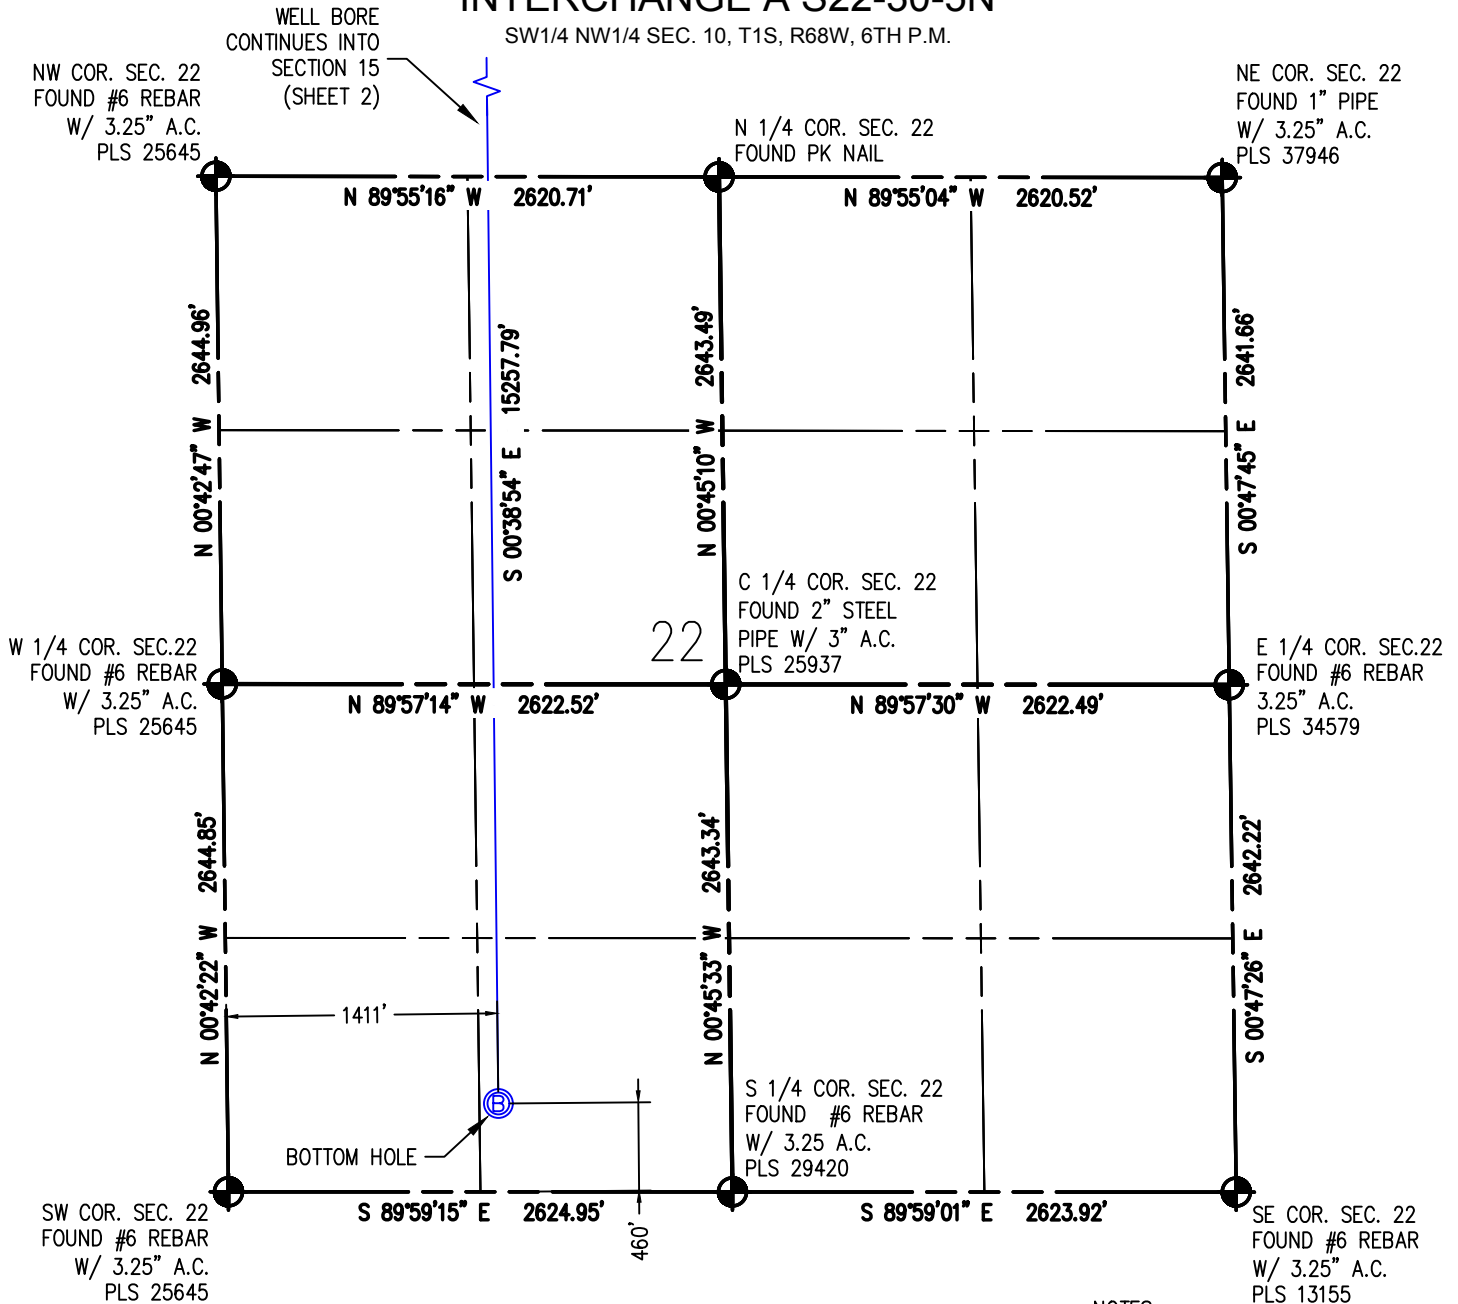 INTERCHANGE A S22-30-5N
SW1/4 NW1/4 SEC. 10, T1S, R68W, 6TH P.M.
WELL BORE
CONTINUES INTO
SECTION 15
(SHEET 2)
NW COR. SEC. 22
FOUND #6 REBAR
W/ 3.25" A.C.
PLS 25645
N 1/4 COR. SEC. 22
FOUND PK NAIL
NE COR. SEC. 22
FOUND 1" PIPE
W/ 3.25" A.C.
PLS 37946
N 89°55'16" W 2620.71'
N 89°55'04" W 2620.52'
N 00°42'47" W 2644.96'
S 00°38'54" E 15257.79'
N 00°45'10" W 2643.49'
S 00°47'45" E 2641.66'
C 1/4 COR. SEC. 22
FOUND 2" STEEL
PIPE W/ 3" A.C.
PLS 25937
22
W 1/4 COR. SEC.22
FOUND #6 REBAR
W/ 3.25" A.C.
PLS 25645
E 1/4 COR. SEC.22
FOUND #6 REBAR
3.25" A.C.
PLS 34579
N 89°57'14" W 2622.52'
N 89°57'30" W 2622.49'
N 00°42'22" W 2644.85'
N 00°45'33" W 2643.34'
S 00°47'26" E 2642.22'
1411'
B
BOTTOM HOLE
460'
S 1/4 COR. SEC. 22
FOUND #6 REBAR
W/ 3.25 A.C.
PLS 29420
S 89°59'15" E 2624.95'
S 89°59'01" E 2623.92'
SW COR. SEC. 22
FOUND #6 REBAR
W/ 3.25" A.C.
PLS 25645
SE COR. SEC. 22
FOUND #6 REBAR
W/ 3.25" A.C.
PLS 13155
NOTES